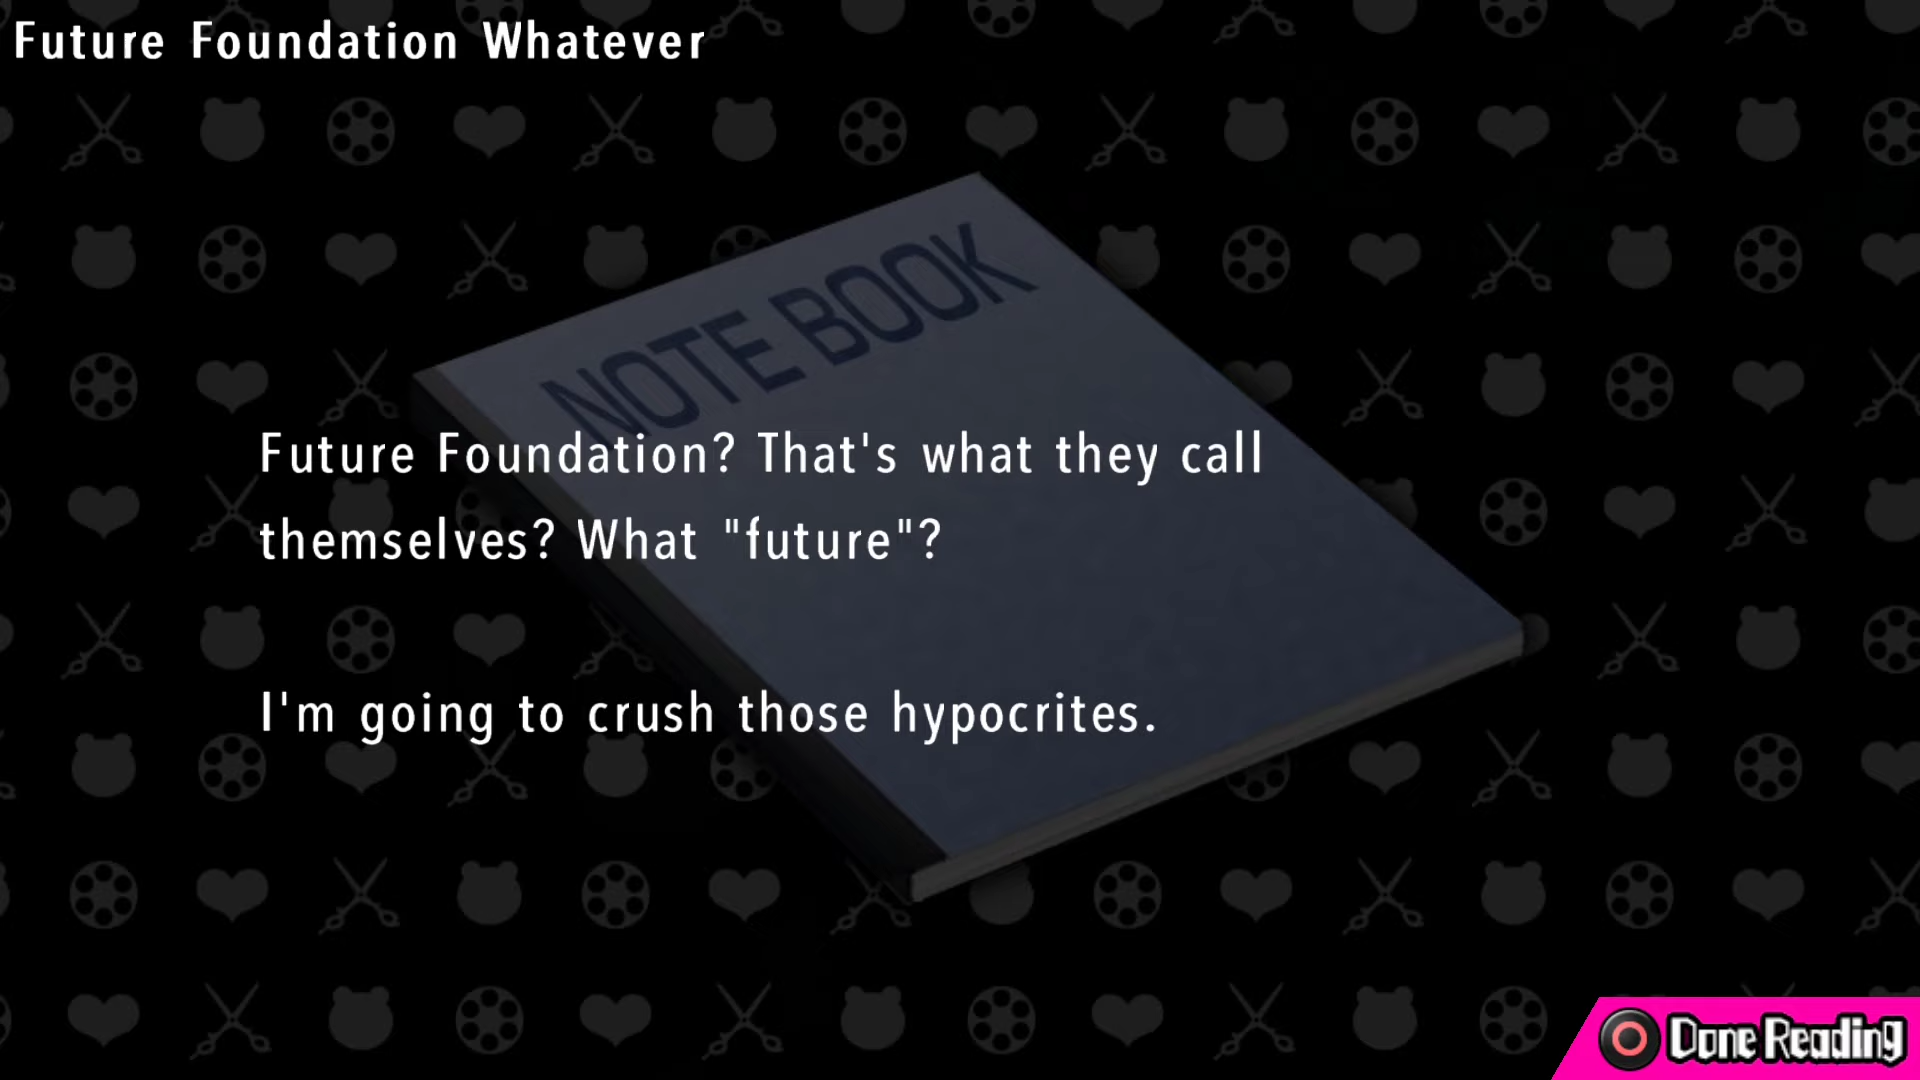 Future Foundation Whatever
NOTE BOOK
Future Foundation? That's what they call
themselves? What "future"?
I'm going to crush those hypocrites.
Done Reading